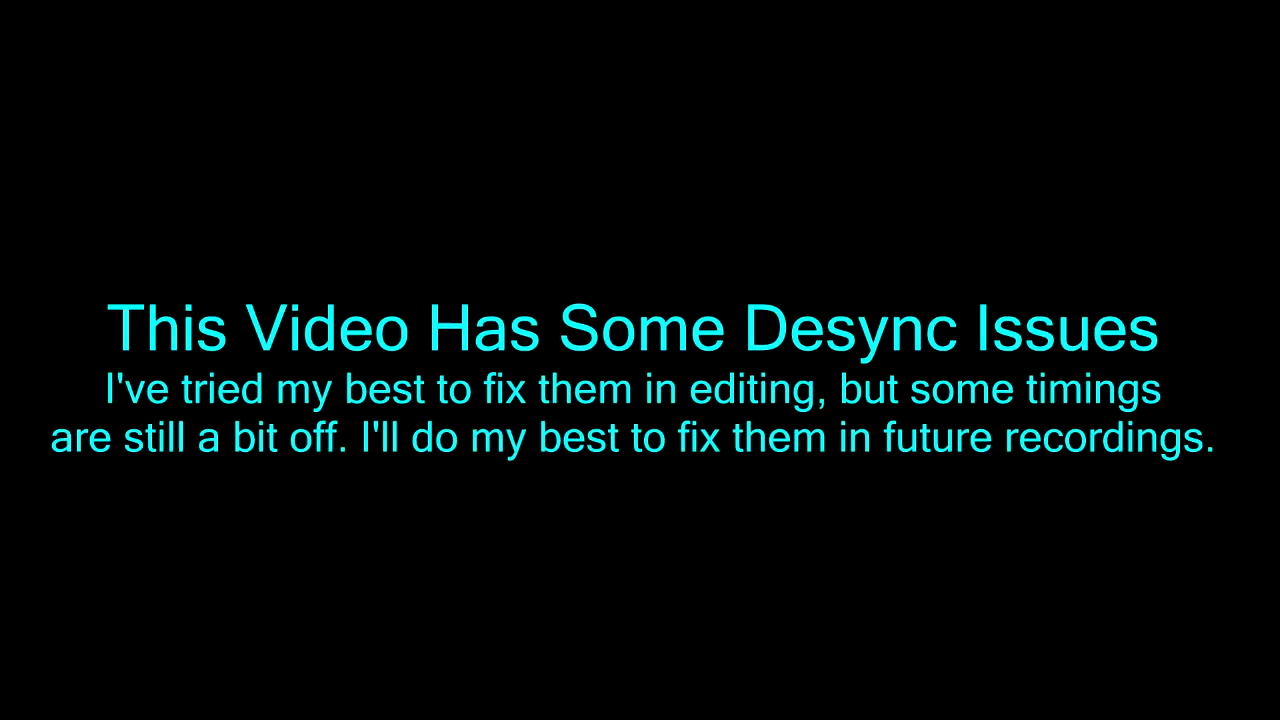 This Video Has Some Desync Issues
I've tried my best to fix them in editing, but some timings
are still a bit off. I'll do my best to fix them in future recordings.